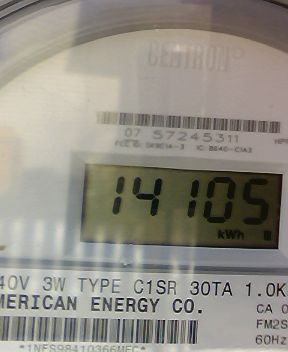 CENTRON®
07 57245311
14105
kWh
40V 3W TYPE C1SR 30TA 1.0K
MERICAN ENERGY CO.
CA 0
FM2S
60Hz